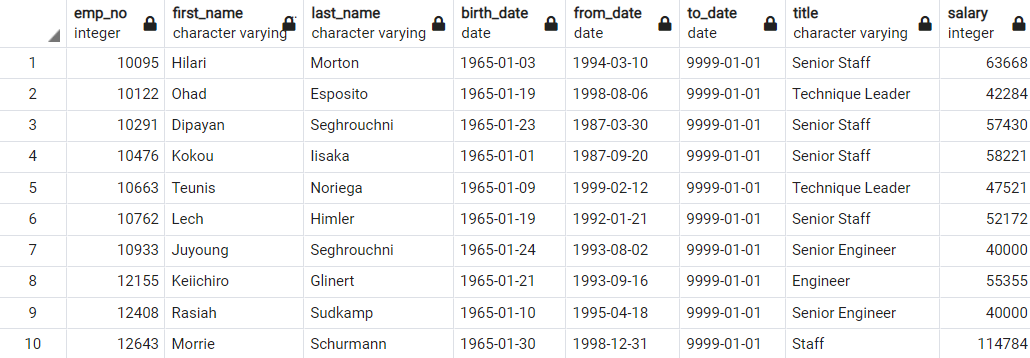 emp_no first_name last_name birth_date from_date to_date title salary
integer character varying character varying date date date character varying integer
1 10095 Hilari Morton 1965-01-03 1994-03-10 9999-01-01 Senior Staff 63668
2 10122 Ohad Esposito 1965-01-19 1998-08-06 9999-01-01 Technique Leader 42284
3 10291 Dipayan Seghrouchni 1965-01-23 1987-03-30 9999-01-01 Senior Staff 57430
4 10476 Kokou Iisaka 1965-01-01 1987-09-20 9999-01-01 Senior Staff 58221
5 10663 Teunis Noriega 1965-01-09 1999-02-12 9999-01-01 Technique Leader 47521
6 10762 Lech Himler 1965-01-19 1992-01-21 9999-01-01 Senior Staff 52172
7 10933 Juyoung Seghrouchni 1965-01-24 1993-08-02 9999-01-01 Senior Engineer 40000
8 12155 Keiichiro Glinert 1965-01-21 1993-09-16 9999-01-01 Engineer 55355
9 12408 Rasiah Sudkamp 1965-01-10 1995-04-18 9999-01-01 Senior Engineer 40000
10 12643 Morrie Schurmann 1965-01-30 1998-12-31 9999-01-01 Staff 114784